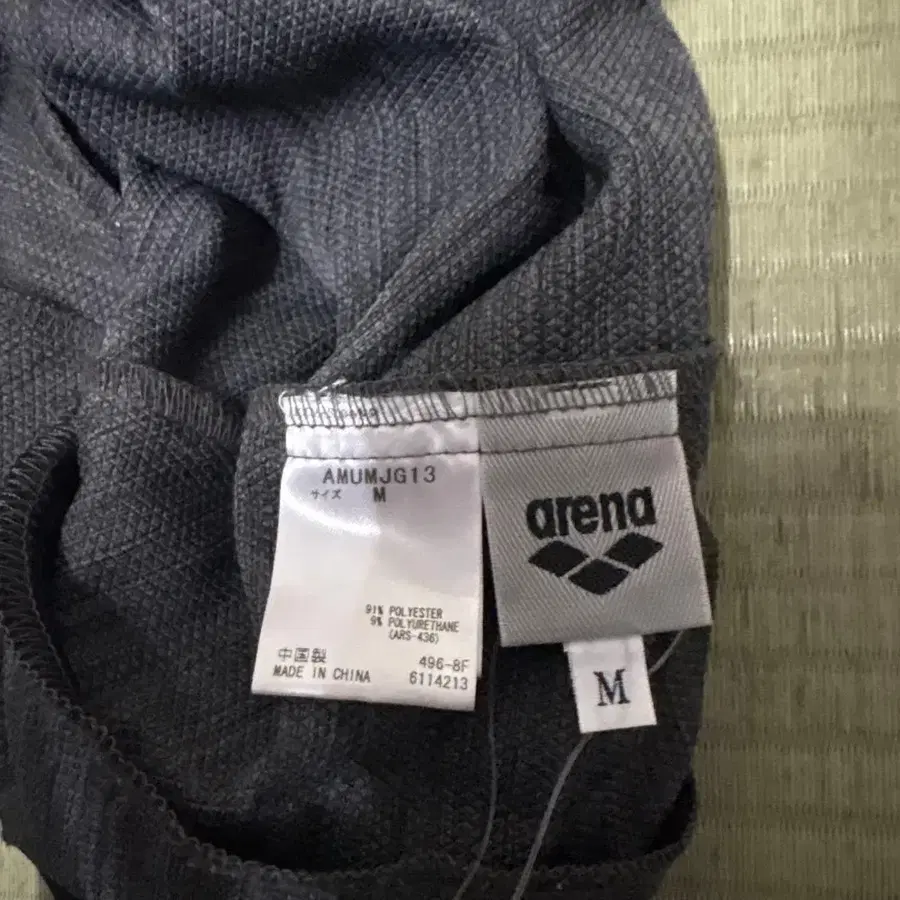 AMUMJG13
サイズ M
91% POLYESTER
9% POLYURETHANE
(ARS-436)
中国製
MADE IN CHINA
496-8F
6114213
arena
M